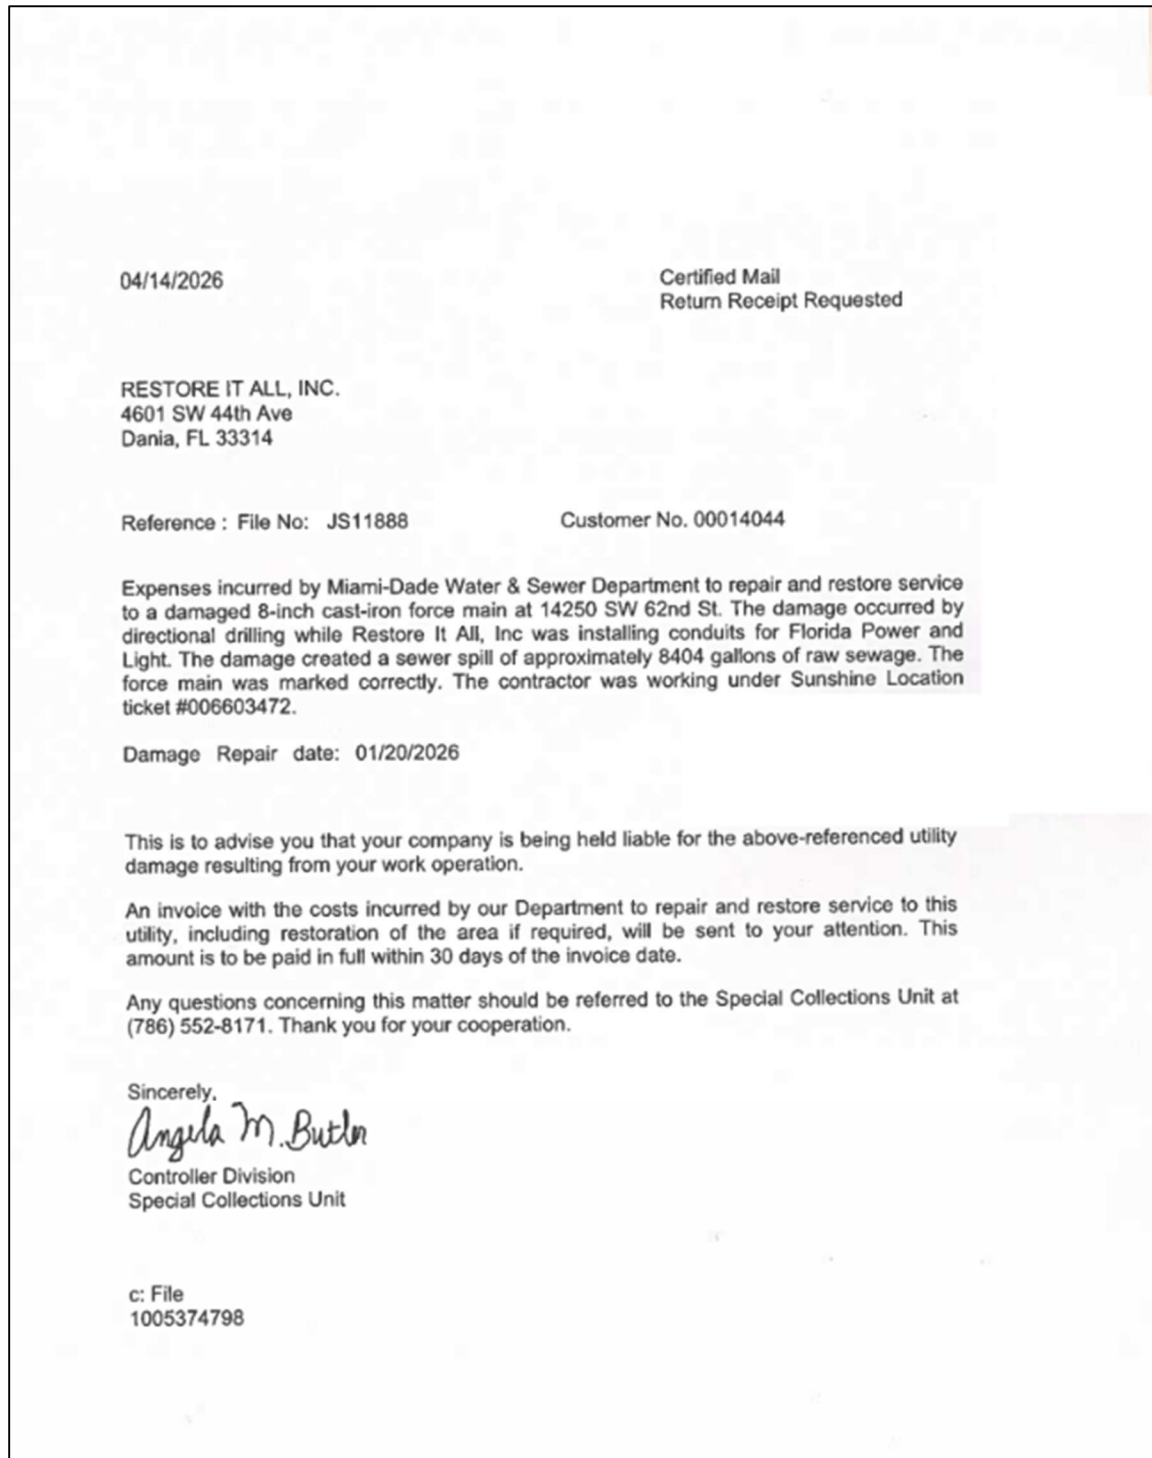 04/14/2026
Certified Mail
Return Receipt Requested
RESTORE IT ALL, INC.
4601 SW 44th Ave
Dania, FL 33314
Reference : File No: JS11888
Customer No. 00014044
Expenses incurred by Miami-Dade Water & Sewer Department to repair and restore service
to a damaged 8-inch cast-iron force main at 14250 SW 62nd St. The damage occurred by
directional drilling while Restore It All, Inc was installing conduits for Florida Power and
Light. The damage created a sewer spill of approximately 8404 gallons of raw sewage. The
force main was marked correctly. The contractor was working under Sunshine Location
ticket #006603472.
Damage Repair date: 01/20/2026
This is to advise you that your company is being held liable for the above-referenced utility
damage resulting from your work operation.
An invoice with the costs incurred by our Department to repair and restore service to this
utility, including restoration of the area if required, will be sent to your attention. This
amount is to be paid in full within 30 days of the invoice date.
Any questions concerning this matter should be referred to the Special Collections Unit at
(786) 552-8171. Thank you for your cooperation.
Sincerely,
Angela M. Butler
Controller Division
Special Collections Unit
c: File
1005374798